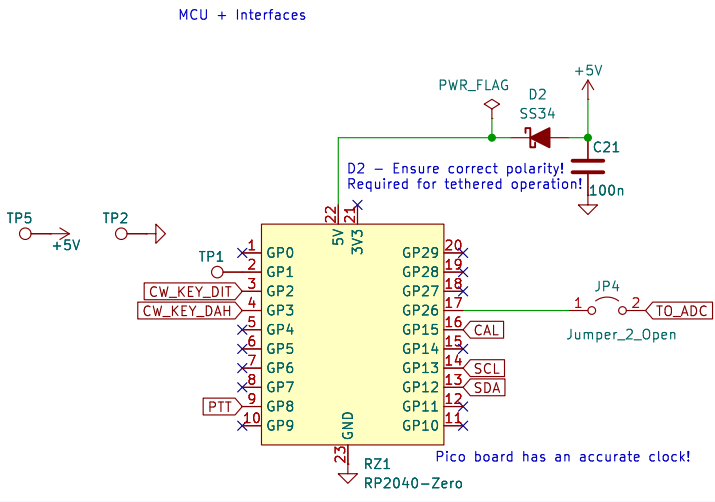 MCU + Interfaces
+5V
PWR_FLAG
D2
SS34
C21
100n
D2 - Ensure correct polarity!
Required for tethered operation!
TP5
+5V
TP2
TP1
22
21
5V
3V3
1 GP0
2 GP1
CW_KEY_DIT 3 GP2
CW_KEY_DAH 4 GP3
5 GP4
6 GP5
7 GP6
8 GP7
PTT 9 GP8
10 GP9
GP29 20
GP28 19
GP27 18
GP26 17
GP15 16 CAL
GP14 15
GP13 14 SCL
GP12 13 SDA
GP11 12
GP10 11
JP4
1
2
TO_ADC
Jumper_2_Open
GND
23
RZ1
RP2040-Zero
Pico board has an accurate clock!